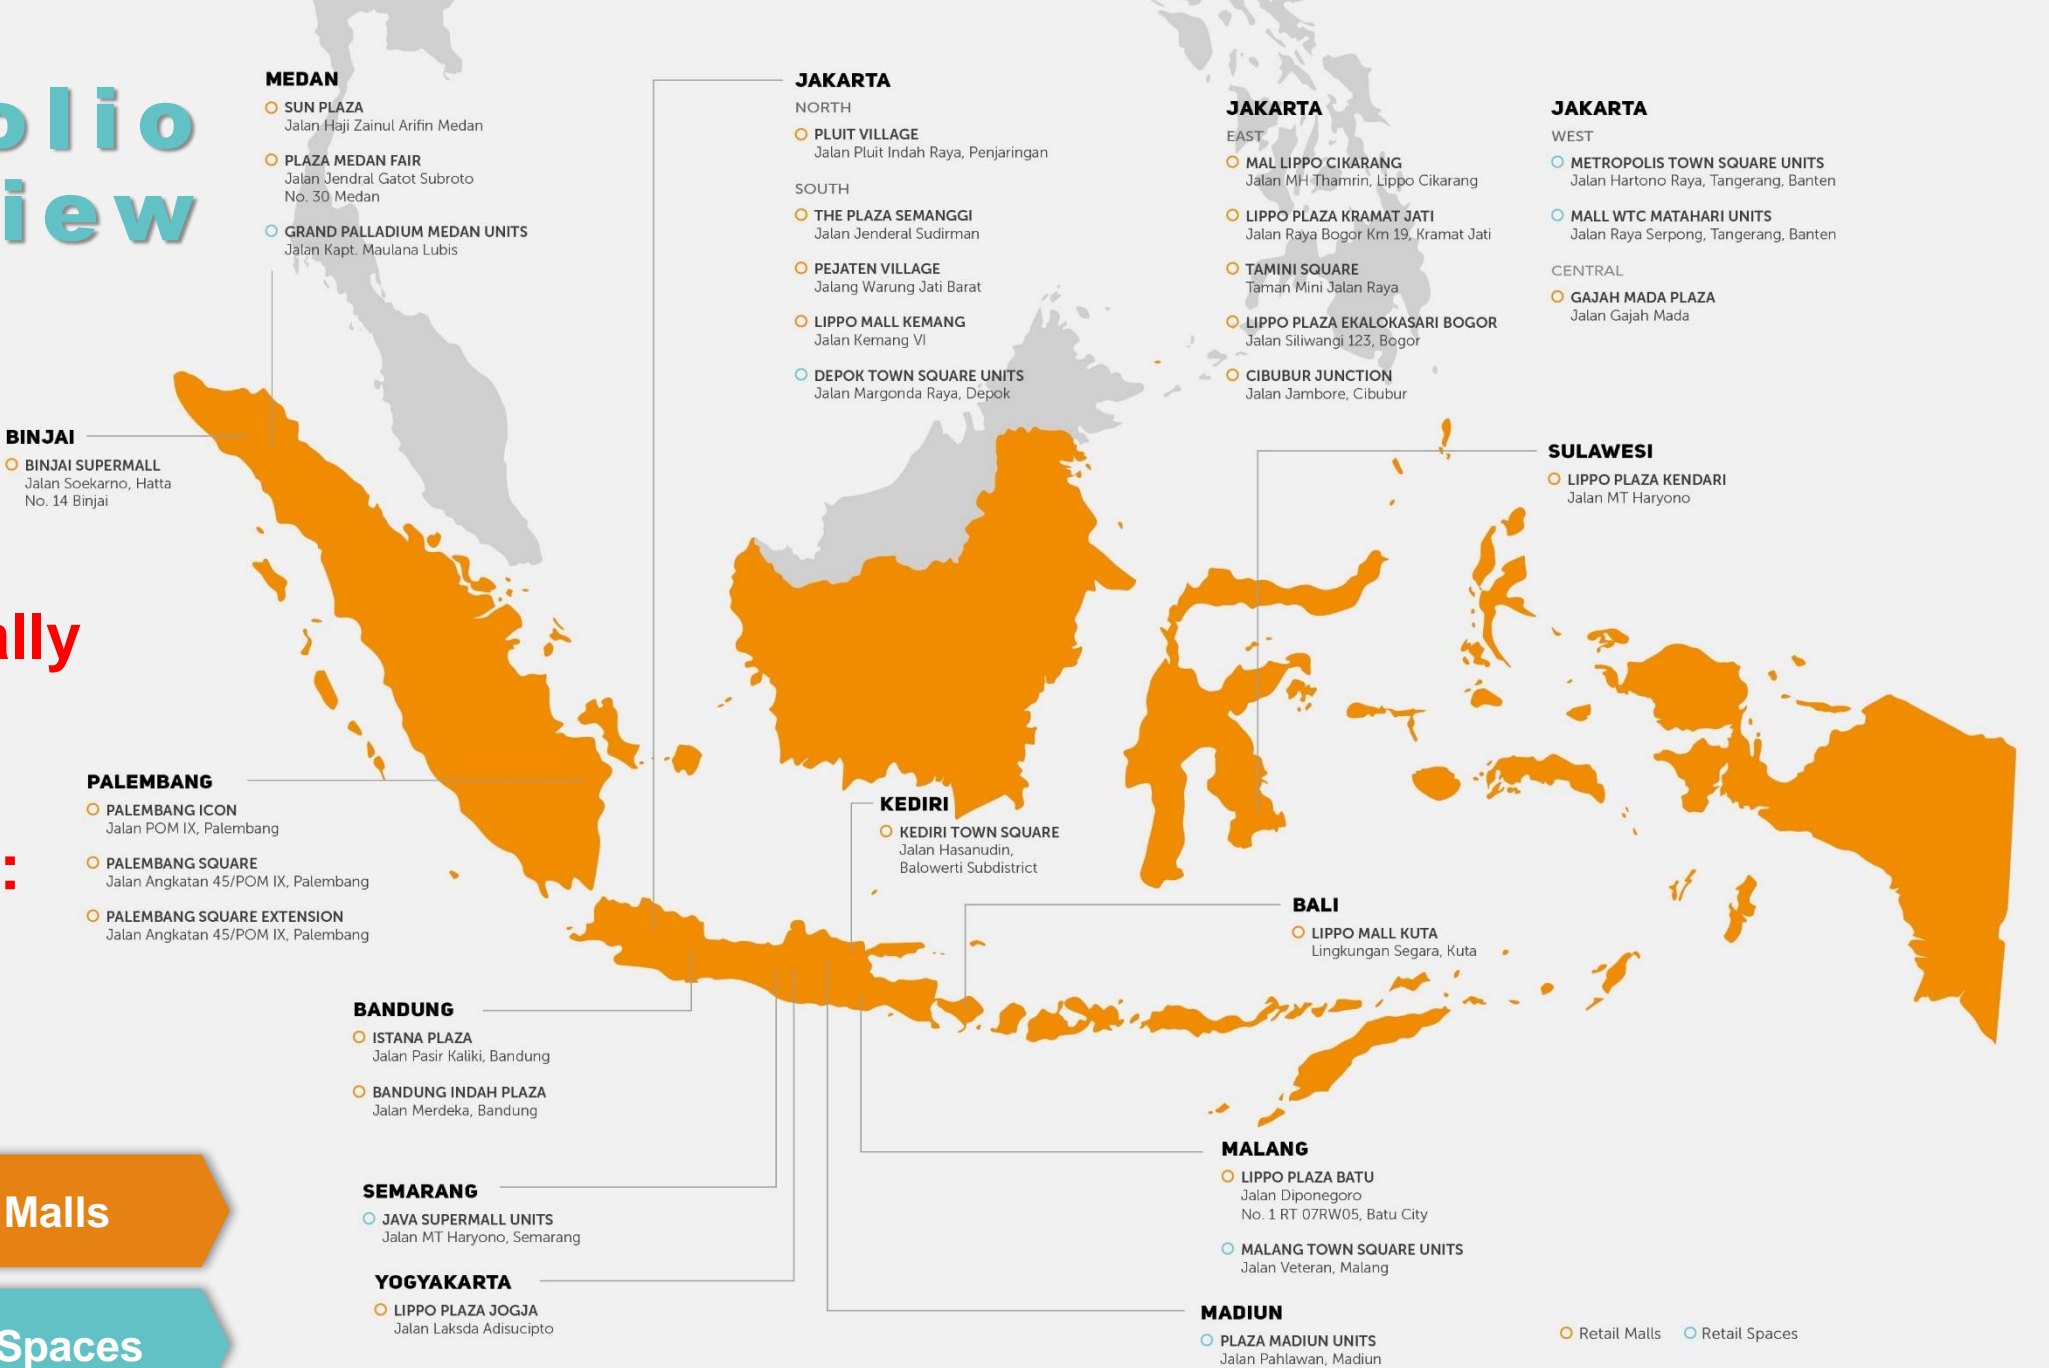 olio
iew
ally
:
Malls
Spaces
MEDAN
SUN PLAZA
Jalan Haji Zainul Arifin Medan
PLAZA MEDAN FAIR
Jalan Jendral Gatot Subroto
No. 30 Medan
GRAND PALLADIUM MEDAN UNITS
Jalan Kapt. Maulana Lubis
BINJAI
BINJAI SUPERMALL
Jalan Soekarno, Hatta
No. 14 Binjai
PALEMBANG
PALEMBANG ICON
Jalan POM IX, Palembang
PALEMBANG SQUARE
Jalan Angkatan 45/POM IX, Palembang
PALEMBANG SQUARE EXTENSION
Jalan Angkatan 45/POM IX, Palembang
BANDUNG
ISTANA PLAZA
Jalan Pasir Kaliki, Bandung
BANDUNG INDAH PLAZA
Jalan Merdeka, Bandung
SEMARANG
JAVA SUPERMALL UNITS
Jalan MT Haryono, Semarang
YOGYAKARTA
LIPPO PLAZA JOGJA
Jalan Laksda Adisucipto
JAKARTA
NORTH
PLUIT VILLAGE
Jalan Pluit Indah Raya, Penjaringan
SOUTH
THE PLAZA SEMANGGI
Jalan Jenderal Sudirman
PEJATEN VILLAGE
Jalang Warung Jati Barat
LIPPO MALL KEMANG
Jalan Kemang VI
DEPOK TOWN SQUARE UNITS
Jalan Margonda Raya, Depok
JAKARTA
EAST
MAL LIPPO CIKARANG
Jalan MH Thamrin, Lippo Cikarang
LIPPO PLAZA KRAMAT JATI
Jalan Raya Bogor Km 19, Kramat Jati
TAMINI SQUARE
Taman Mini Jalan Raya
LIPPO PLAZA EKALOKASARI BOGOR
Jalan Siliwangi 123, Bogor
CIBUBUR JUNCTION
Jalan Jambore, Cibubur
JAKARTA
WEST
METROPOLIS TOWN SQUARE UNITS
Jalan Hartono Raya, Tangerang, Banten
MALL WTC MATAHARI UNITS
Jalan Raya Serpong, Tangerang, Banten
CENTRAL
GAJAH MADA PLAZA
Jalan Gajah Mada
SULAWESI
LIPPO PLAZA KENDARI
Jalan MT Haryono
KEDIRI
KEDIRI TOWN SQUARE
Jalan Hasanudin,
Balowerti Subdistrict
BALI
LIPPO MALL KUTA
Lingkungan Segara, Kuta
MALANG
LIPPO PLAZA BATU
Jalan Diponegoro
No. 1 RT 07RW05, Batu City
MALANG TOWN SQUARE UNITS
Jalan Veteran, Malang
MADIUN
PLAZA MADIUN UNITS
Jalan Pahlawan, Madiun
Retail Malls
Retail Spaces